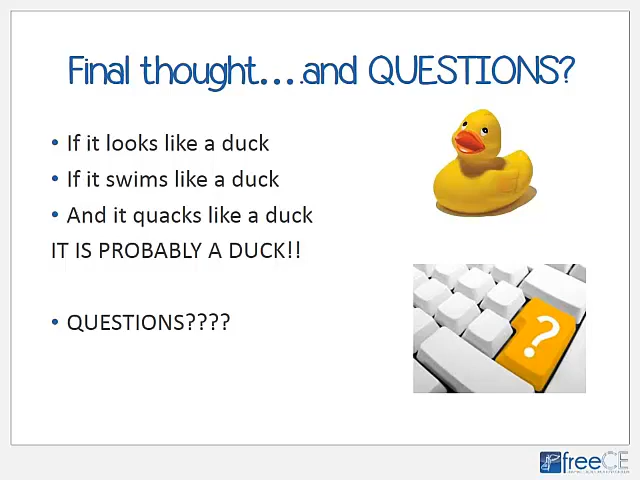 Final thought....and QUESTIONS?
• If it looks like a duck
• If it swims like a duck
• And it quacks like a duck
IT IS PROBABLY A DUCK!!
• QUESTIONS????
?
freeCE